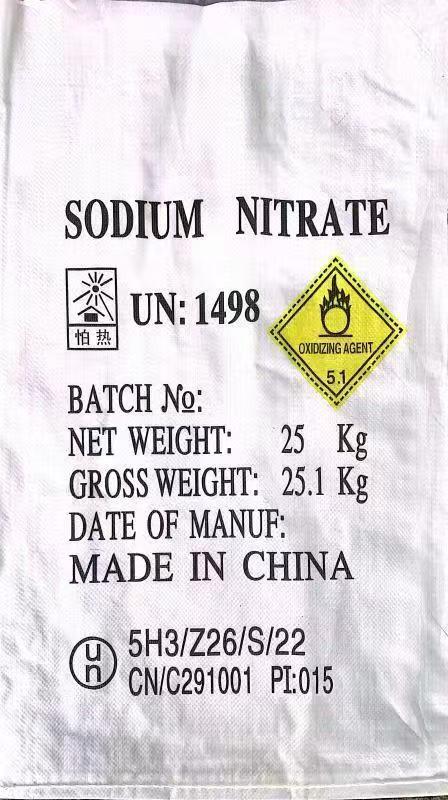 SODIUM NITRATE
怕热
UN: 1498
OXIDIZING AGENT
5.1
BATCH №:
NET WEIGHT: 25 Kg
GROSS WEIGHT: 25.1 Kg
DATE OF MANUF:
MADE IN CHINA
un
5H3/Z26/S/22
CN/C291001 PI:015